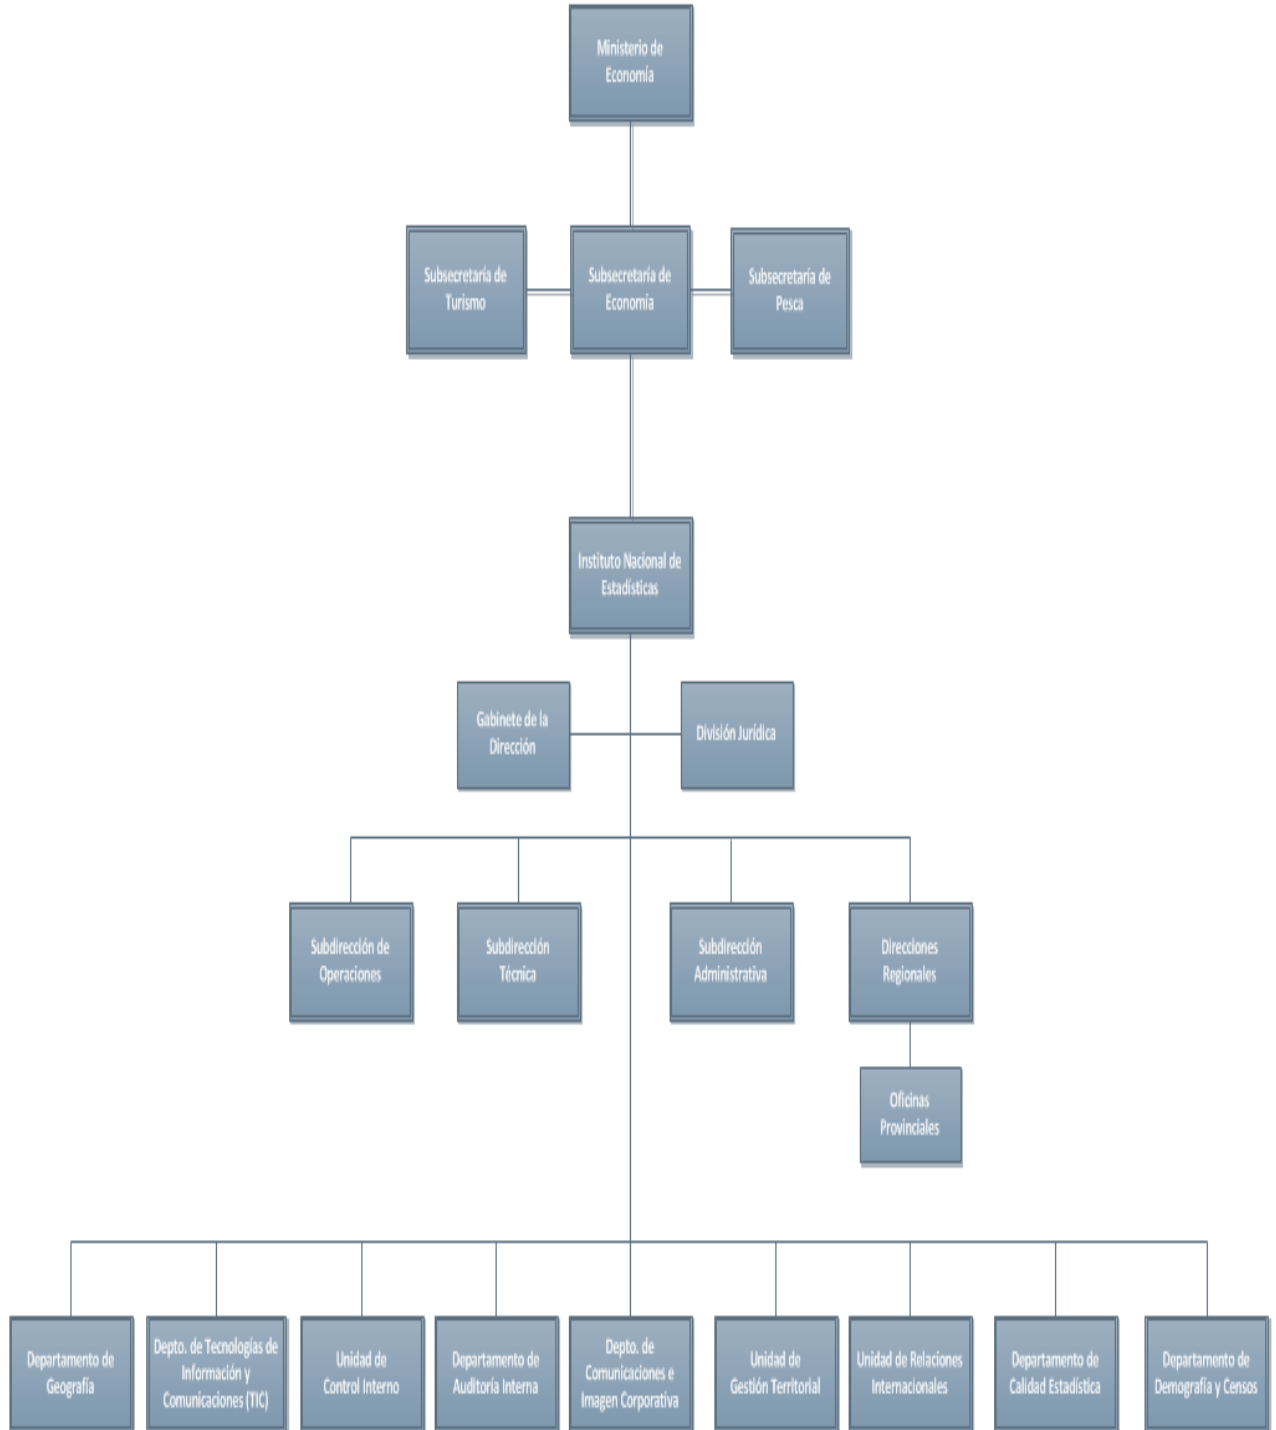 Ministerio de
Economía
Subsecretaría de
Turismo
Subsecretaría de
Economía
Subsecretaría de
Pesca
Instituto Nacional de
Estadísticas
Gabinete de la
Dirección
División Jurídica
Subdirección de
Operaciones
Subdirección
Técnica
Subdirección
Administrativa
Direcciones
Regionales
Oficinas
Provinciales
Departamento de
Geografía
Depto. de Tecnologías de
Información y
Comunicaciones (TIC)
Unidad de
Control Interno
Departamento de
Auditoría Interna
Depto. de
Comunicaciones e
Imagen Corporativa
Unidad de
Gestión Territorial
Unidad de Relaciones
Internacionales
Departamento de
Calidad Estadística
Departamento de
Demografía y Censos